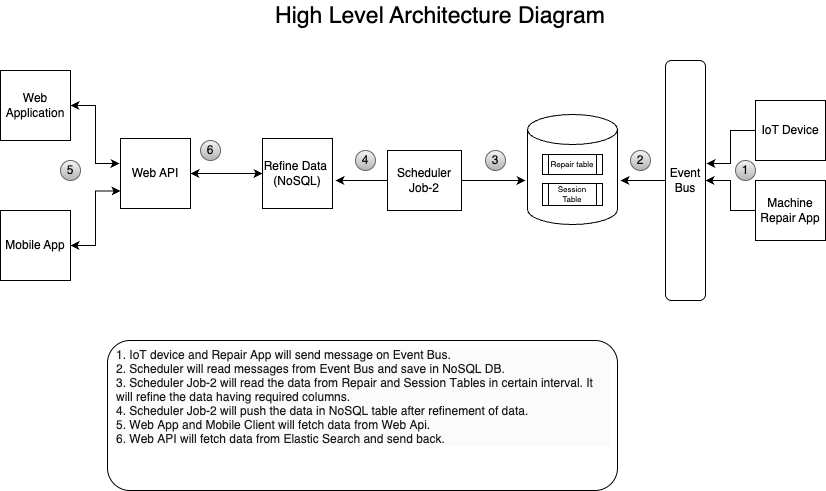 High Level Architecture Diagram
Web
Application
Mobile App
5
Web API
6
Refine Data
(NoSQL)
4
Scheduler
Job-2
3
Repair table
Session
Table
2
Event
Bus
1
IoT Device
Machine
Repair App
1. IoT device and Repair App will send message on Event Bus.
2. Scheduler will read messages from Event Bus and save in NoSQL DB.
3. Scheduler Job-2 will read the data from Repair and Session Tables in certain interval. It
will refine the data having required columns.
4. Scheduler Job-2 will push the data in NoSQL table after refinement of data.
5. Web App and Mobile Client will fetch data from Web Api.
6. Web API will fetch data from Elastic Search and send back.